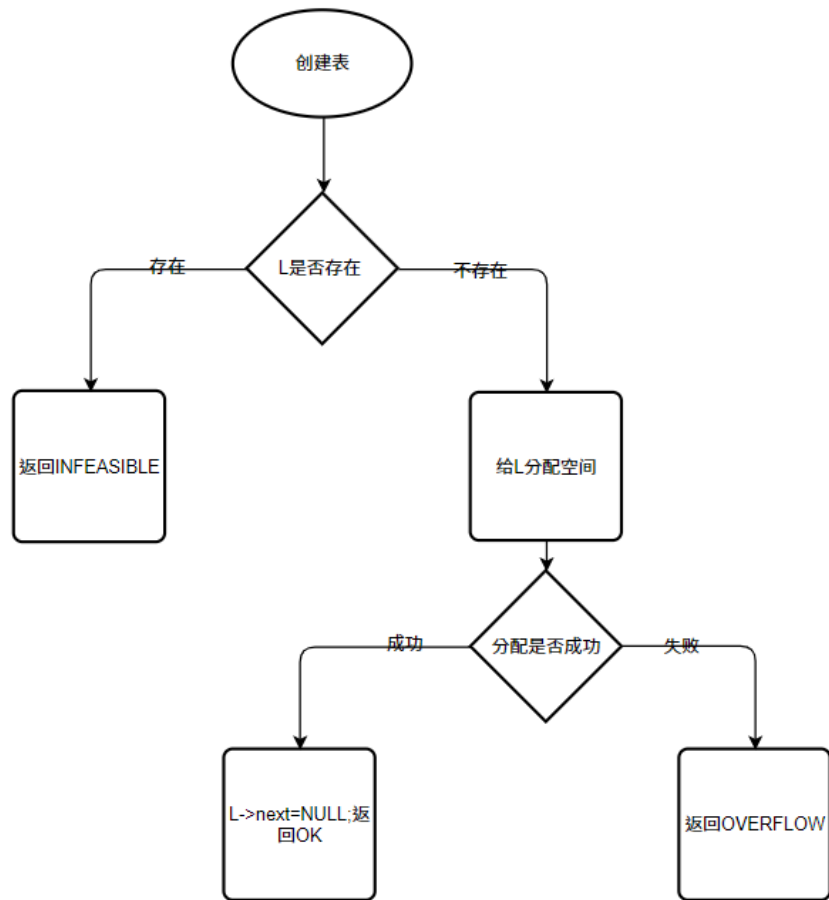 创建表
L是否存在
存在
不存在
返回INFEASIBLE
给L分配空间
分配是否成功
成功
失败
L->next=NULL;返
回OK
返回OVERFLOW